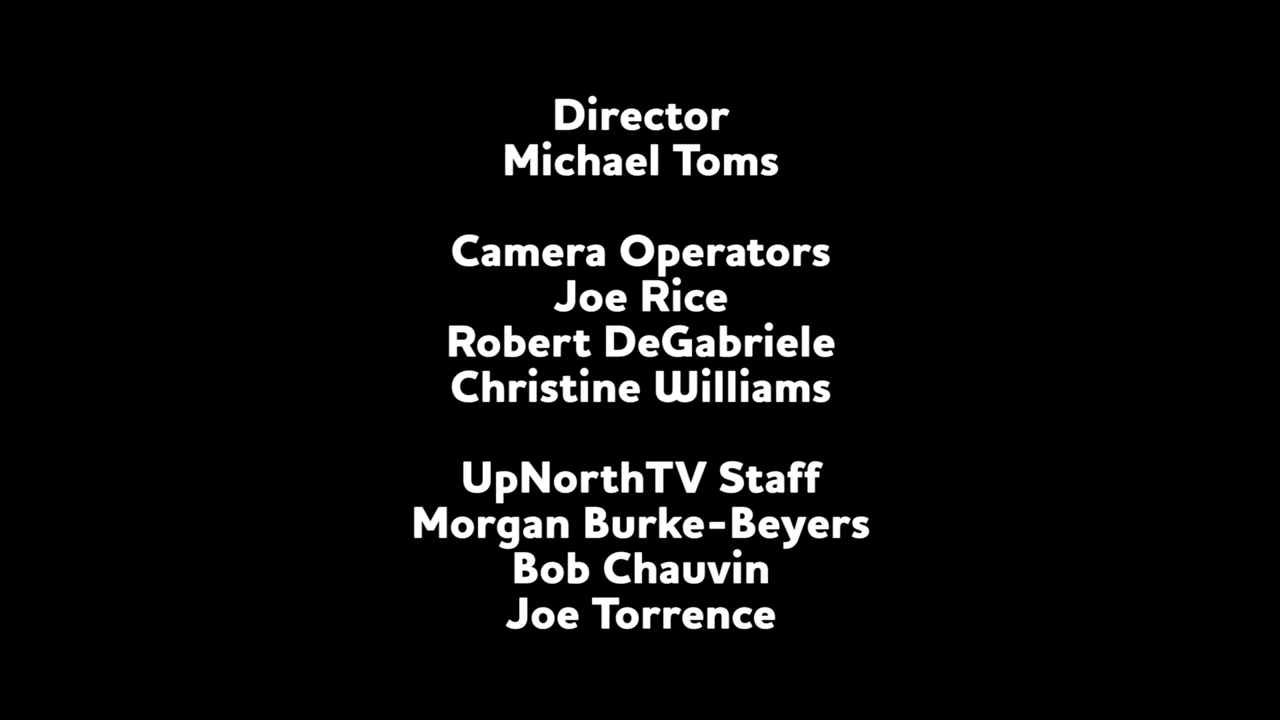 Director
Michael Toms
Camera Operators
Joe Rice
Robert DeGabriele
Christine Williams
UpNorthTV Staff
Morgan Burke-Beyers
Bob Chauvin
Joe Torrence